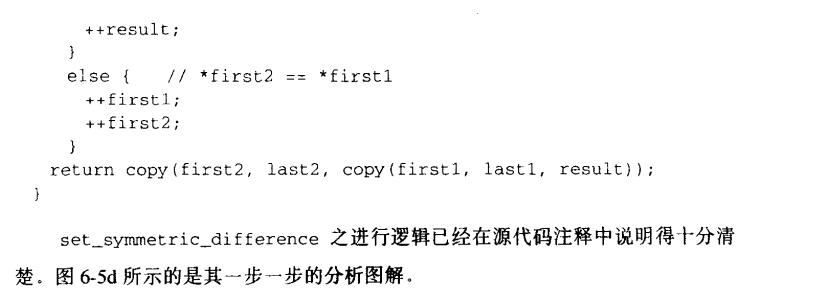 ++result;
}
else {    // *first2 == *first1
++first1;
++first2;
}
return copy(first2, last2, copy(first1, last1, result));
}
set_symmetric_difference 之进行逻辑已经在源代码注释中说明得十分清
楚。图 6-5d 所示的是其一步一步的分析图解。